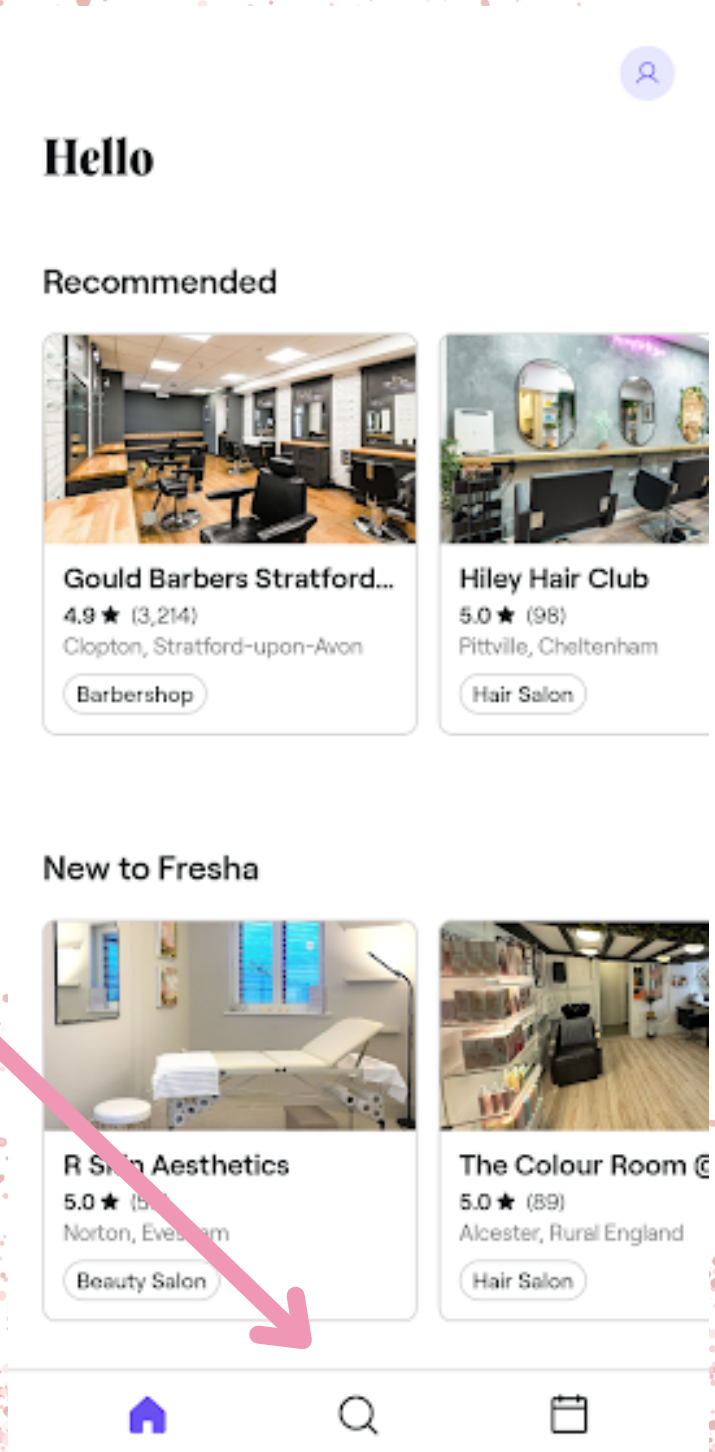 Hello
Recommended
Gould Barbers Stratford...
4.9 ★ (3,214)
Clopton, Stratford-upon-Avon
Barbershop
Hiley Hair Club
5.0 ★ (98)
Pittville, Cheltenham
Hair Salon
New to Fresha
R Skin Aesthetics
5.0 ★
Norton, Evesham
Beauty Salon
The Colour Room @
5.0 ★ (89)
Alcester, Rural England
Hair Salon